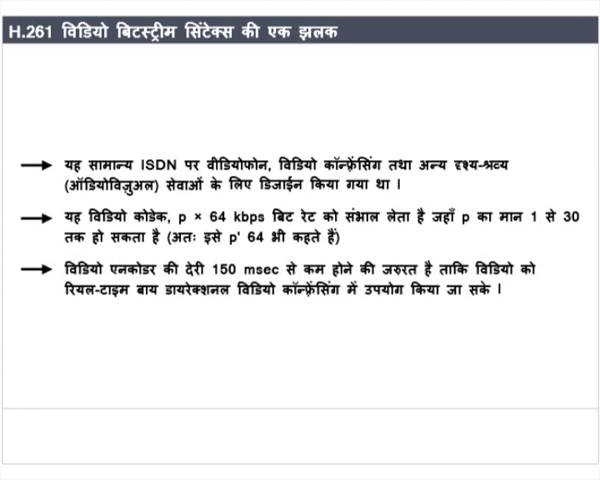 H.261 विडियो बिटस्ट्रीम सिंटेक्स की एक झलक
यह सामान्य ISDN पर वीडियोफोन, विडियो कॉन्फ़्रेंसिंग तथा अन्य दृश्य-श्रव्य
(ऑडियोविज़ुअल) सेवाओं के लिए डिजाईन किया गया था ।
यह विडियो कोडेक, p × 64 kbps बिट रेट को संभाल लेता है जहाँ p का मान 1 से 30
तक हो सकता है (अतः इसे p' 64 भी कहते हैं)
विडियो एनकोडर की देरी 150 msec से कम होने की जरुरत है ताकि विडियो को
रियल-टाइम बाय डायरेक्शनल विडियो कॉन्फ़्रेंसिंग में उपयोग किया जा सके ।